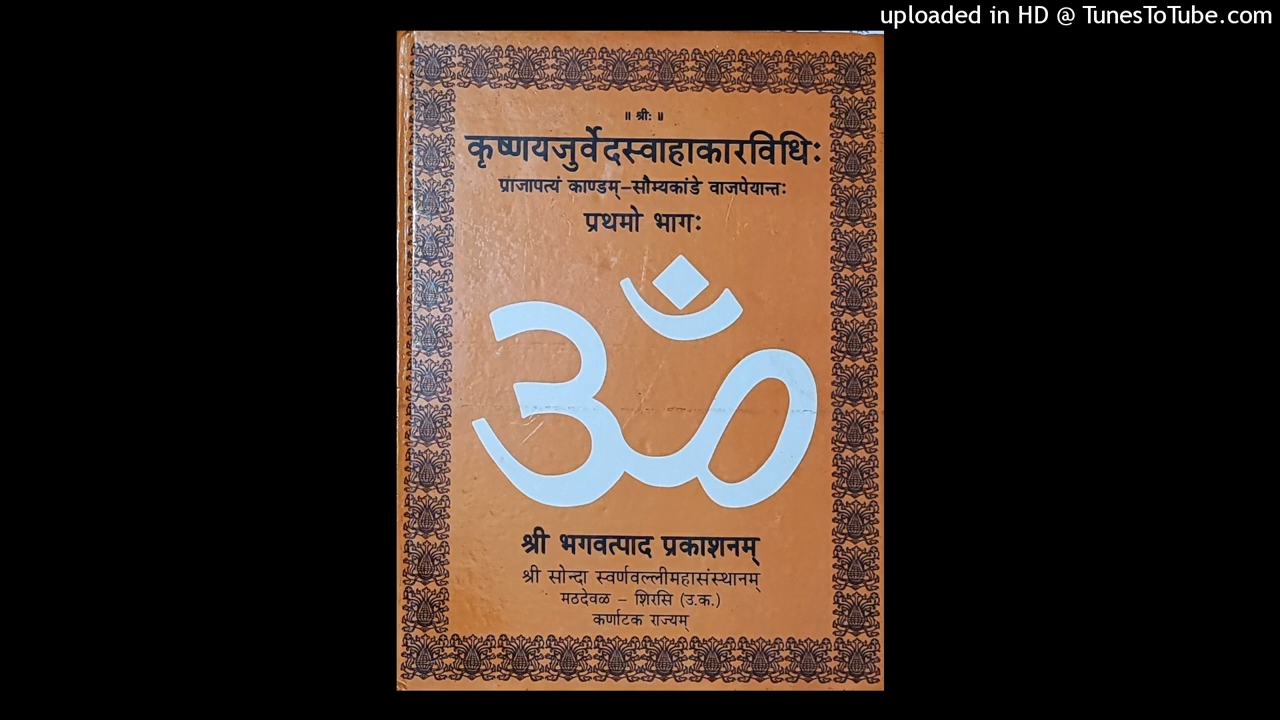 uploaded in HD @ TunesToTube.com
॥ श्रीः ॥
कृष्णयजुर्वेदस्वाहाकारविधिः
प्राजापत्यं काण्डम्-सौम्यकांडे वाजपेयान्तः
प्रथमो भागः
ॐ
श्री भगवत्पाद प्रकाशनम्
श्री सोन्दा स्वर्णवल्लीमहासंस्थानम्
मठदेवळ - शिरसि (उ.क.)
कर्णाटक राज्यम्